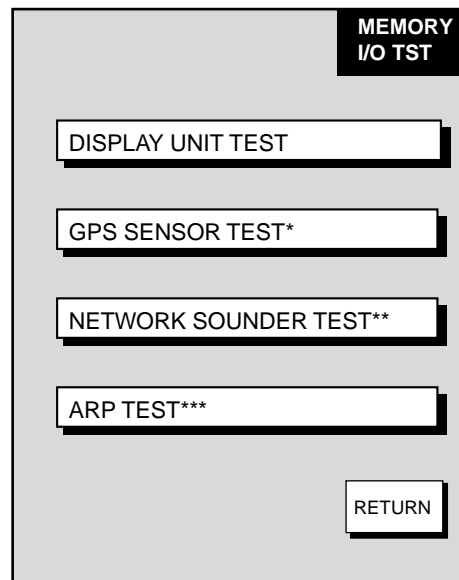 MEMORY
I/O TST
DISPLAY UNIT TEST
GPS SENSOR TEST*
NETWORK SOUNDER TEST**
ARP TEST***
RETURN